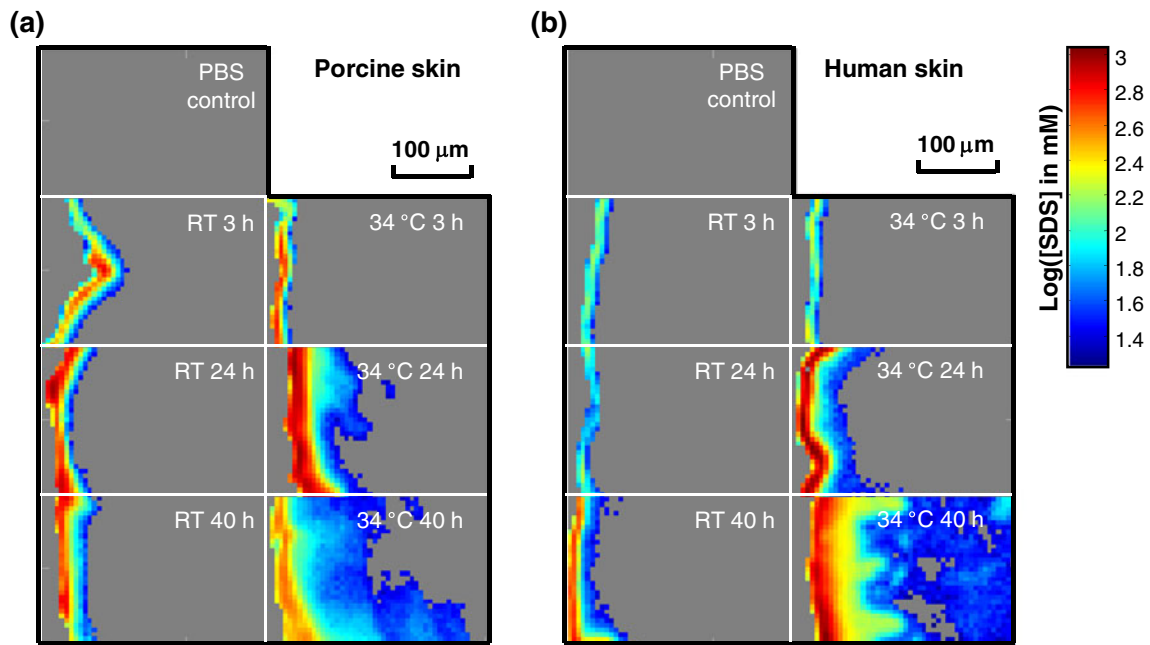 (a)
(b)
PBS
control
Porcine skin
100 μm
RT 3 h
34 °C 3 h
RT 24 h
34 °C 24 h
RT 40 h
34 °C 40 h
PBS
control
Human skin
100 μm
RT 3 h
34 °C 3 h
RT 24 h
34 °C 24 h
RT 40 h
34 °C 40 h
Log([SDS] in mM)
3
2.8
2.6
2.4
2.2
2
1.8
1.6
1.4